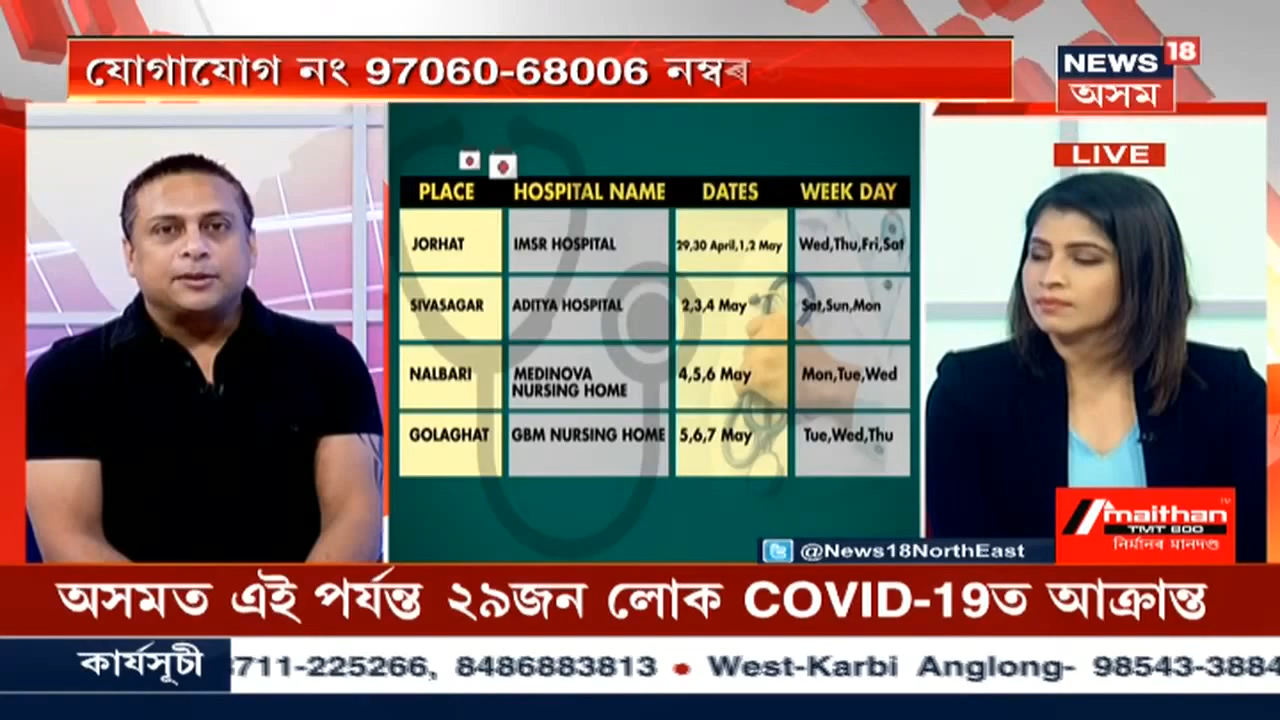 যোগাযোগ নং 97060-68006 নম্বৰ
NEWS 18
অসম
LIVE
PLACE HOSPITAL NAME DATES WEEK DAY
JORHAT IMSR HOSPITAL 29,30 April,1,2 May Wed,Thu,Fri,Sat
SIVASAGAR ADITYA HOSPITAL 2,3,4 May Sat,Sun,Mon
NALBARI MEDINOVA NURSING HOME 4,5,6 May Mon,Tue,Wed
GOLAGHAT GBM NURSING HOME 5,6,7 May Tue,Wed,Thu
@News18NorthEast
maithan
TMT 600
নিৰ্মানৰ মানদণ্ড
অসমত এই পৰ্যন্ত ২৯জন লোক COVID-19ত আক্ৰান্ত
কাৰ্যসূচী
3711-225266, 8486883813 • West-Karbi Anglong- 98543-3884